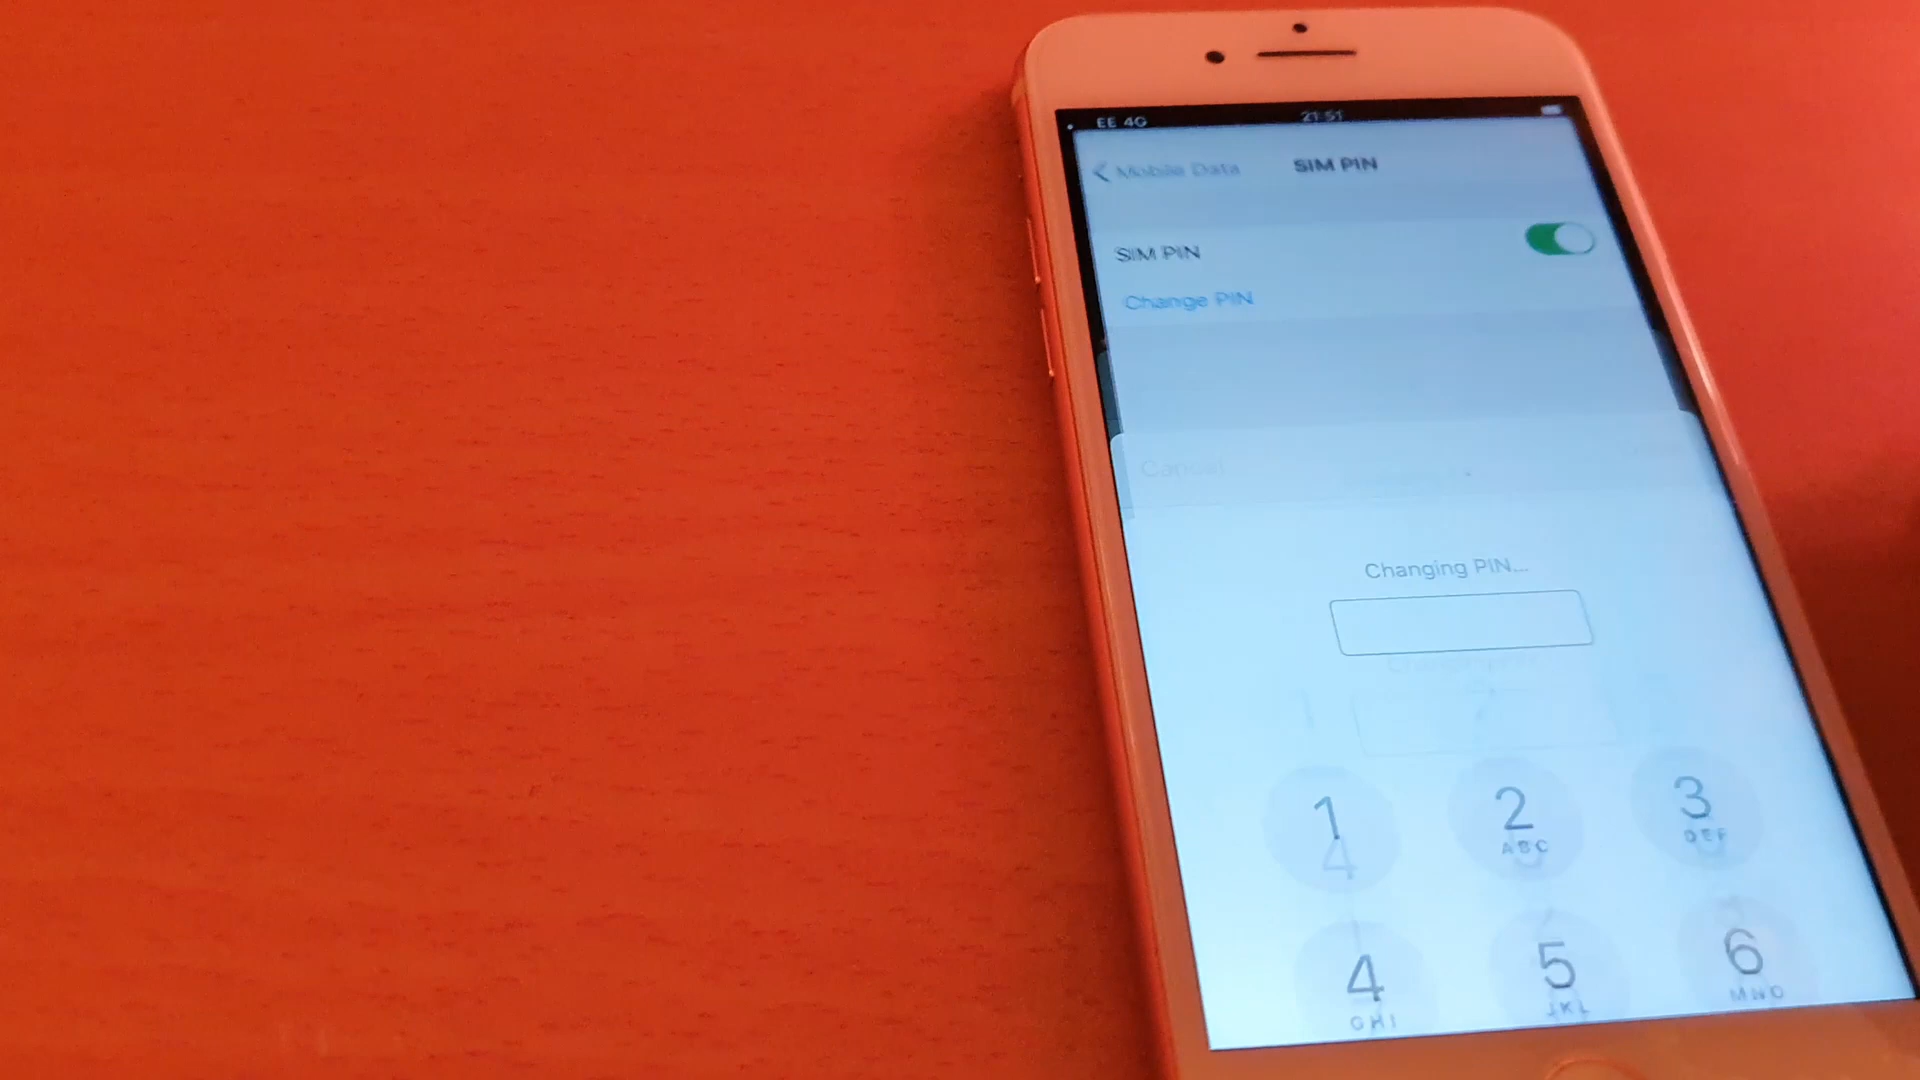 EE 4G 21:51
Mobile Data SIM PIN
SIM PIN
Change PIN
Cancel
Changing PIN...
1 2 3
ABC DEF
4 5 6
GHI JKL MNO